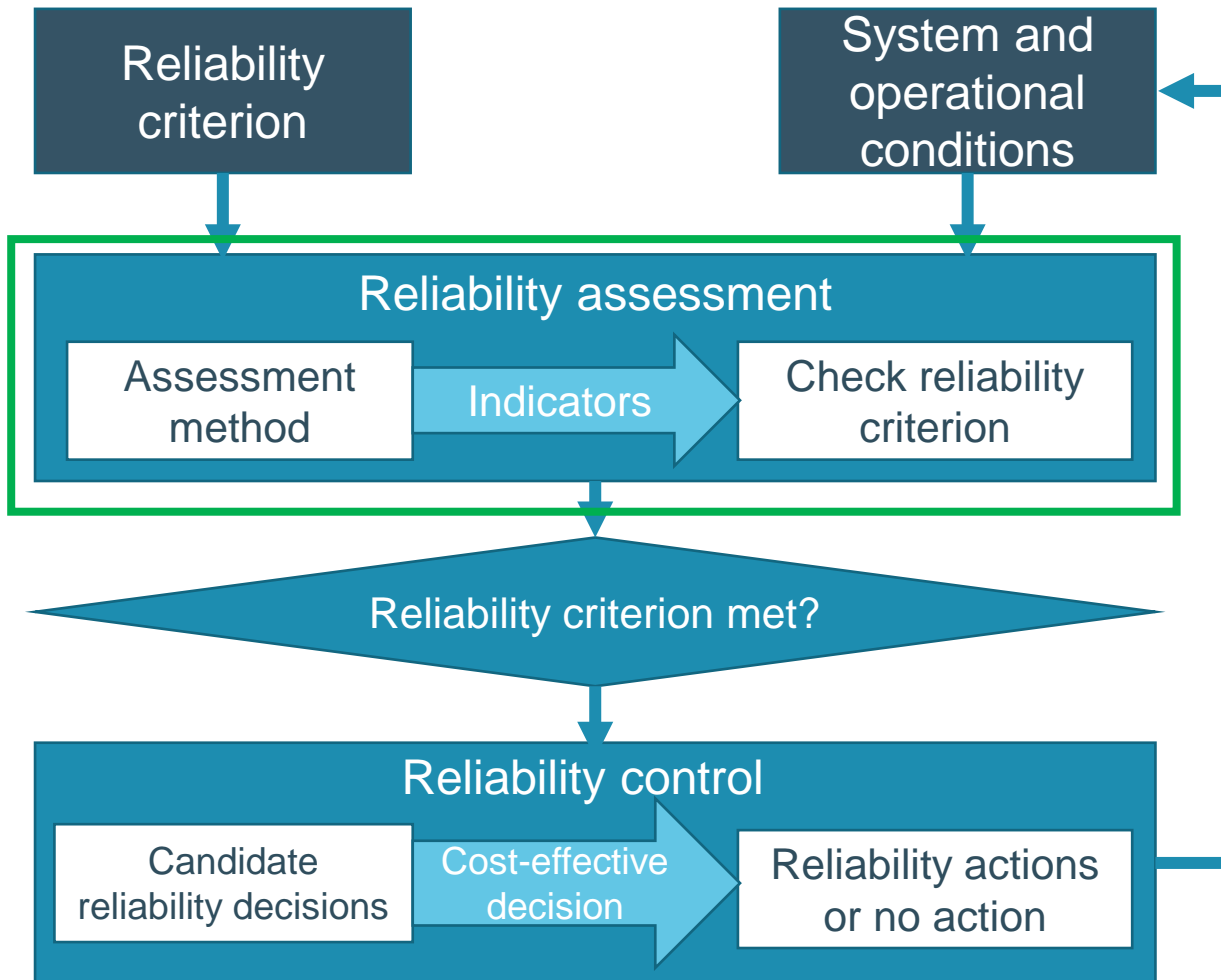 Reliability
criterion
System and
operational
conditions
Reliability assessment
Assessment
method
Indicators
Check reliability
criterion
Reliability criterion met?
Reliability control
Candidate
reliability decisions
Cost-effective
decision
Reliability actions
or no action